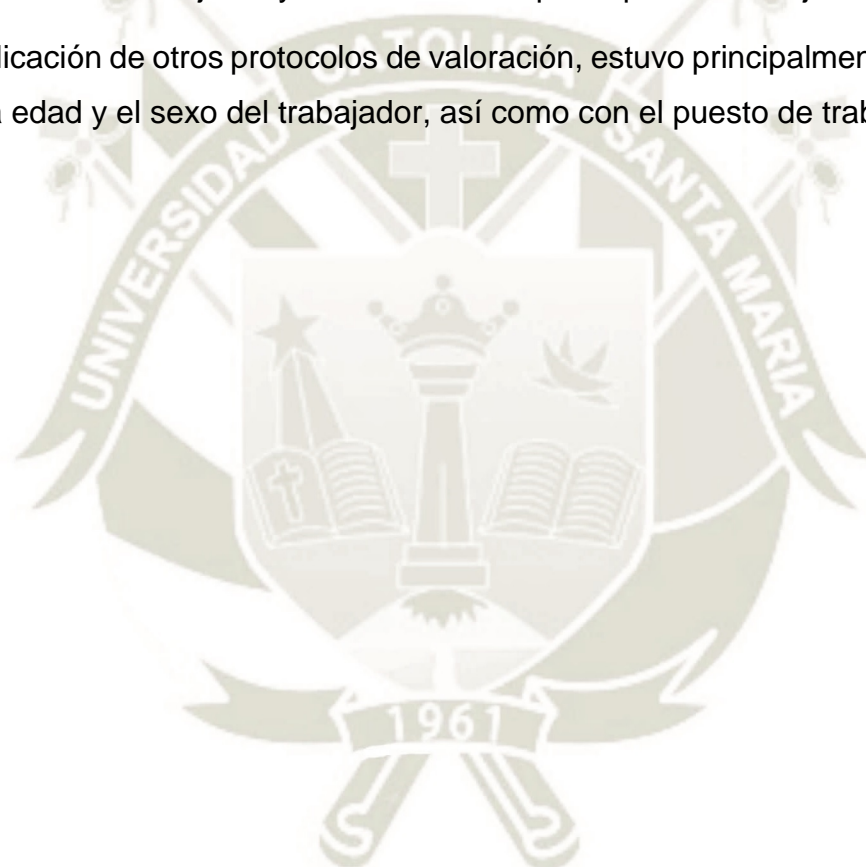 licación de otros protocolos de valoración, estuvo principalmen
a edad y el sexo del trabajador, así como con el puesto de trab
UNIVERSIDAD CATOLICA SANTA MARIA
1961